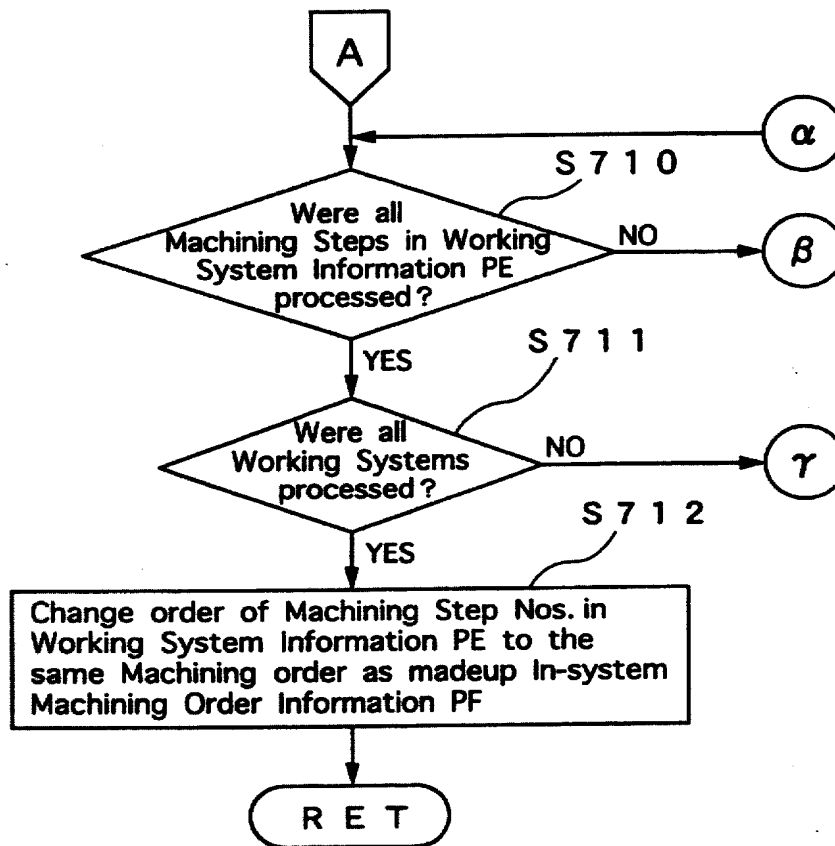 A
α
S710
Were all
Machining Steps in Working
System Information PE
processed?
NO
β
YES
S711
Were all
Working Systems
processed?
NO
γ
YES
S712
Change order of Machining Step Nos. in
Working System Information PE to the
same Machining order as madeup In-system
Machining Order Information PF
RET